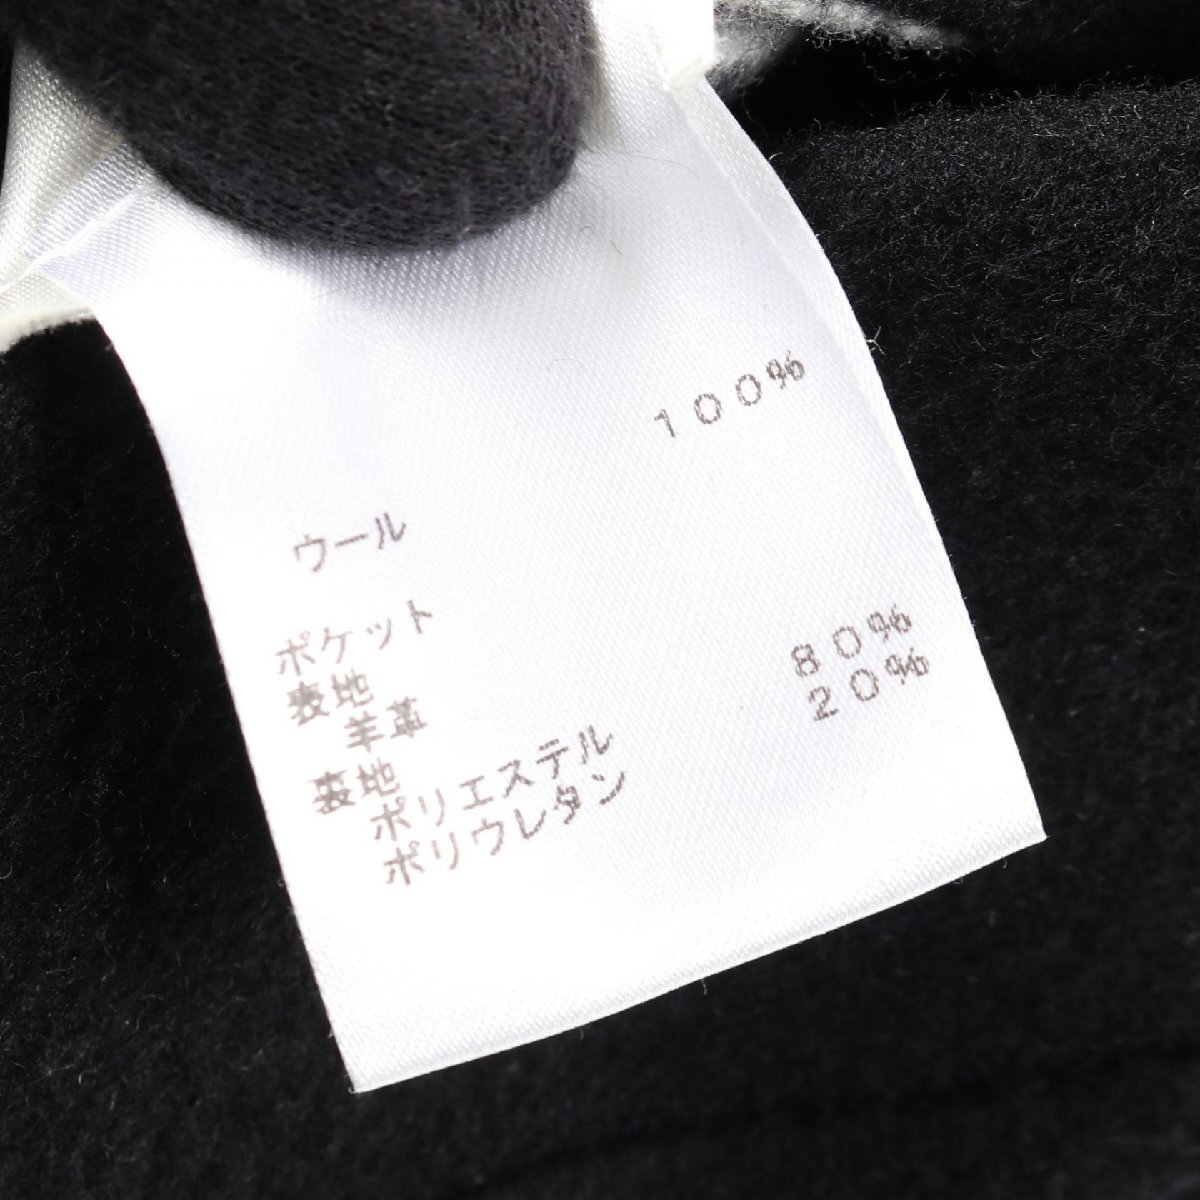 ウール 100%
ポケット
表地
羊革
裏地
ポリエステル 80%
ポリウレタン 20%